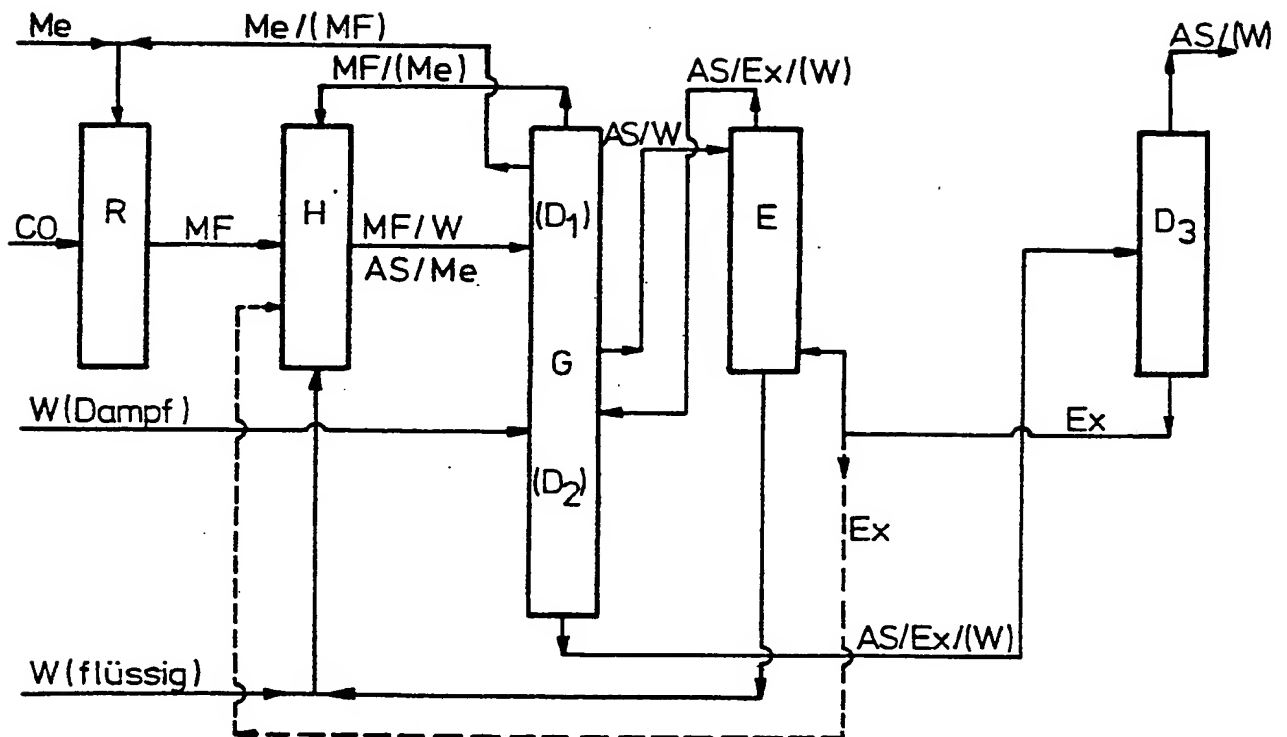 Me
Me/(MF)
AS/(W)
MF/(Me)
AS/Ex/(W)
AS/W
R
H
(D1)
E
D3
CO
MF
MF/W
AS/Me
G
W(Dampf)
Ex
(D2)
Ex
AS/Ex/(W)
W(flüssig)